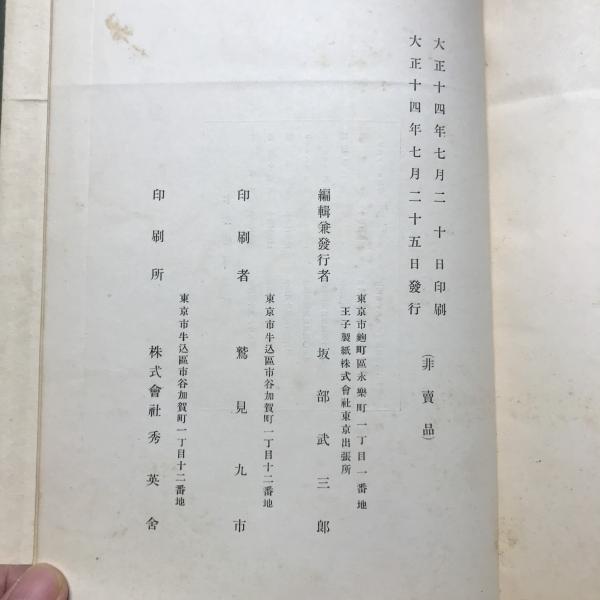 大正十四年七月二十日印刷
大正十四年七月二十五日發行
（非賣品）
東京市麹町區永樂町一丁目一番地
王子製紙株式會社東京出張所
編輯兼發行者 坂部武三郎
東京市牛込區市谷加賀町一丁目十二番地
印刷者 鷲見九市
東京市牛込區市谷加賀町一丁目十二番地
印刷所 株式會社秀英舍